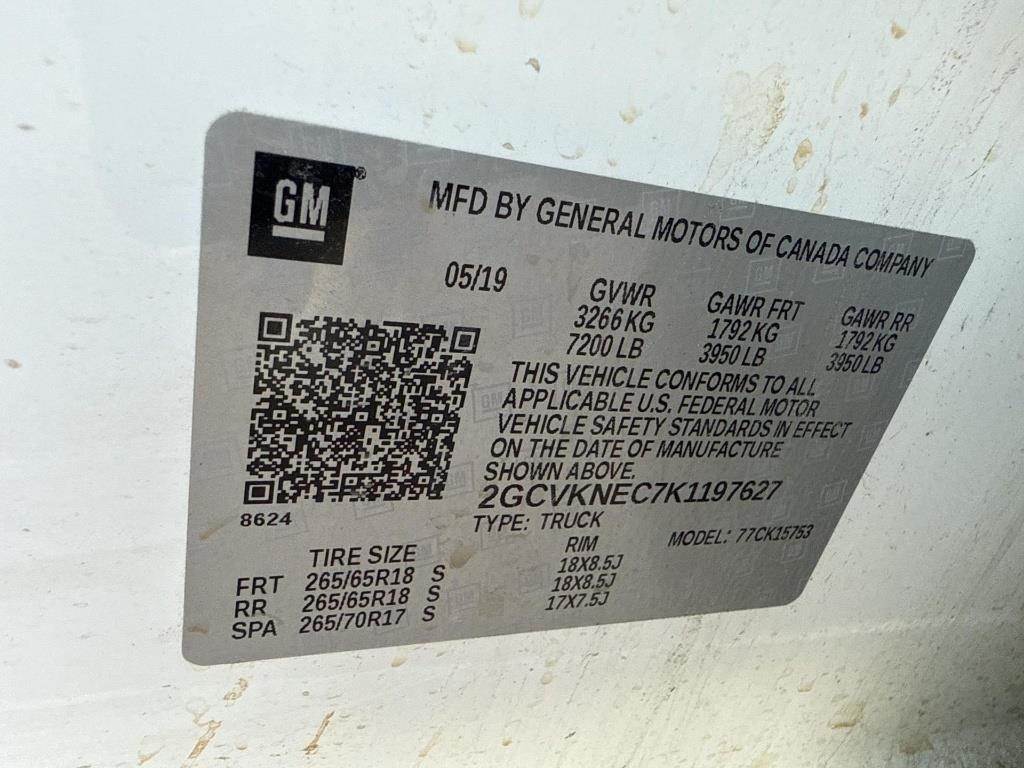 GM ®
MFD BY GENERAL MOTORS OF CANADA COMPANY
05/19
GVWR GAWR FRT GAWR RR
3266 KG 1792 KG 1792 KG
7200 LB 3950 LB 3950 LB
THIS VEHICLE CONFORMS TO ALL
APPLICABLE U.S. FEDERAL MOTOR
VEHICLE SAFETY STANDARDS IN EFFECT
ON THE DATE OF MANUFACTURE
SHOWN ABOVE.
2GCVKNEC7K1197627
8624
TYPE: TRUCK MODEL: 77CK15753
TIRE SIZE RIM
FRT 265/65R18 S 18X8.5J
RR 265/65R18 S 18X8.5J
SPA 265/70R17 S 17X7.5J